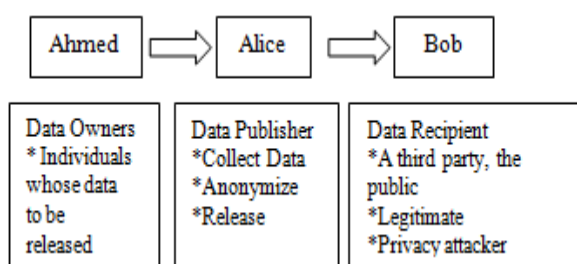 Ahmed
Alice
Bob
Data Owners
* Individuals
whose data
to be
released
Data Publisher
*Collect Data
*Anonymize
*Release
Data Recipient
*A third party, the
public
*Legitimate
*Privacy attacker